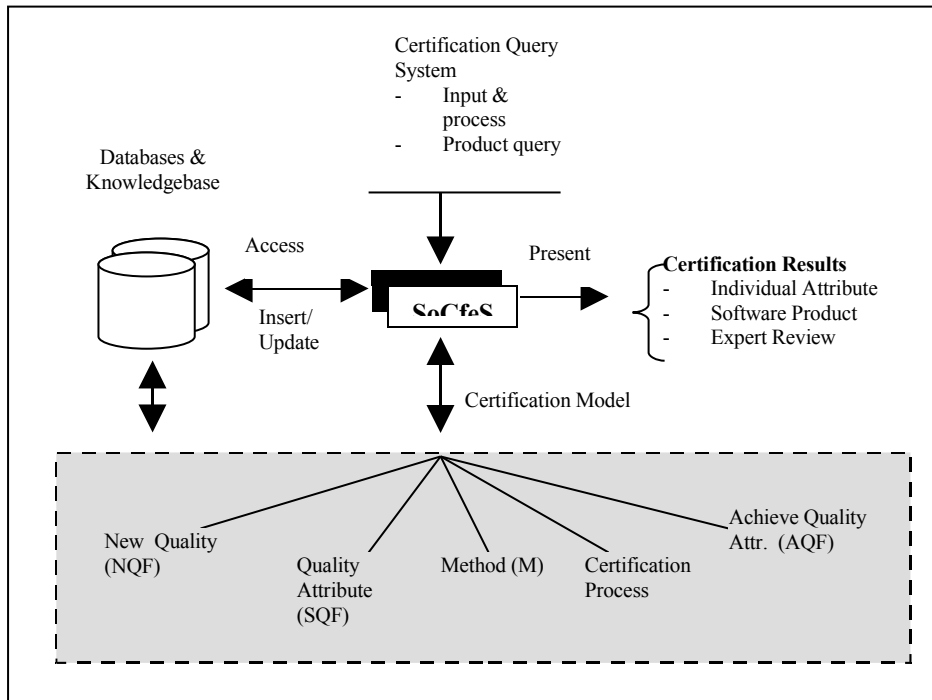 Certification Query
System
- Input &
process
- Product query
Databases &
Knowledgebase
Access
Insert/
Update
SoCfeS
Present
Certification Results
- Individual Attribute
- Software Product
- Expert Review
Certification Model
New Quality
(NQF)
Quality
Attribute
(SQF)
Method (M)
Certification
Process
Achieve Quality
Attr. (AQF)